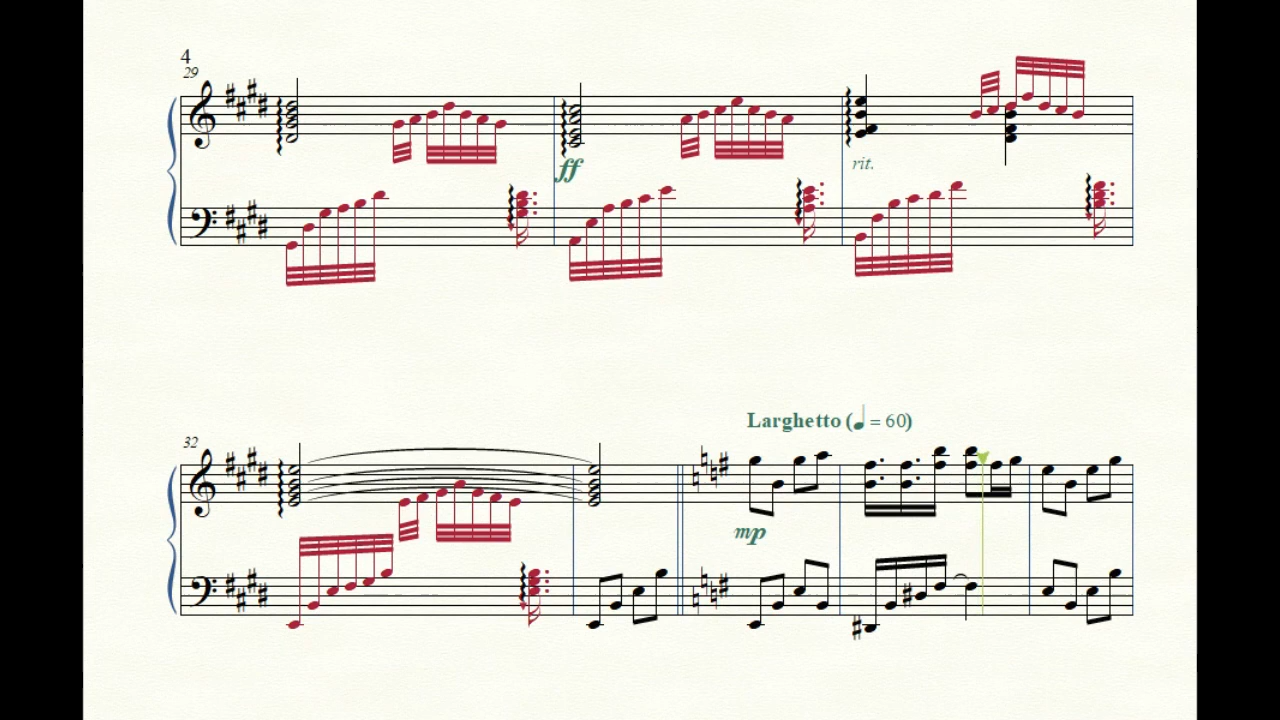 4
29
ff
rit.
32
Larghetto (♩ = 60)
mp